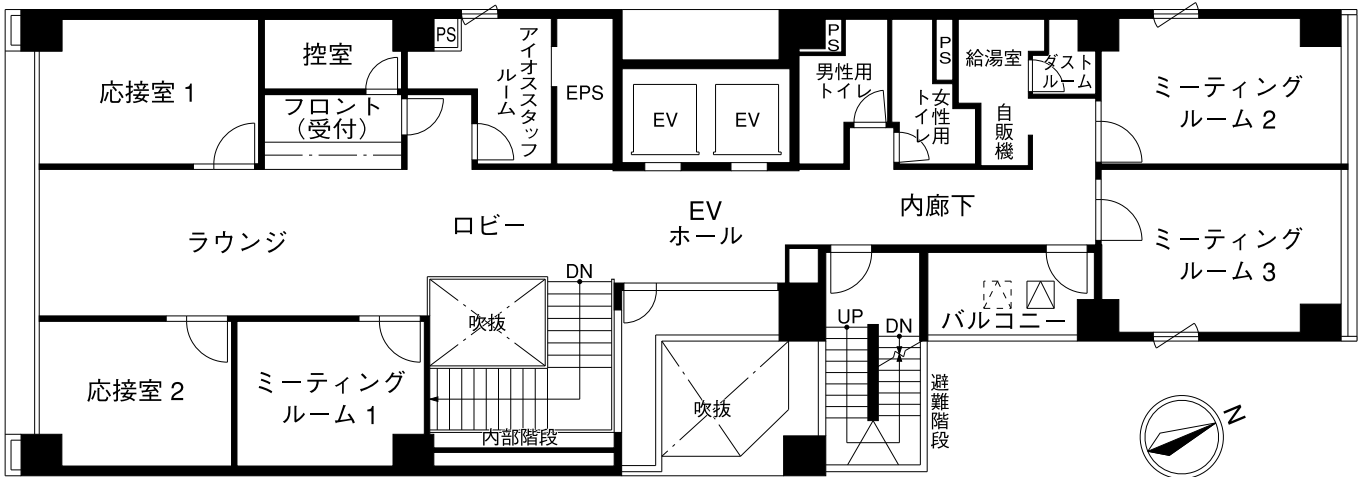 応接室 1
控室
フロント
（受付）
PS
アイオススタッフ
ルーム
EPS
EV
EV
PS
男性用
トイレ
PS
女性用
トイレ
給湯室
自販機
ダスト
ルーム
ミーティング
ルーム 2
ラウンジ
ロビー
EV
ホール
内廊下
ミーティング
ルーム 3
応接室 2
ミーティング
ルーム 1
吹抜
DN
内部階段
吹抜
UP
DN
避難階段
バルコニー
N